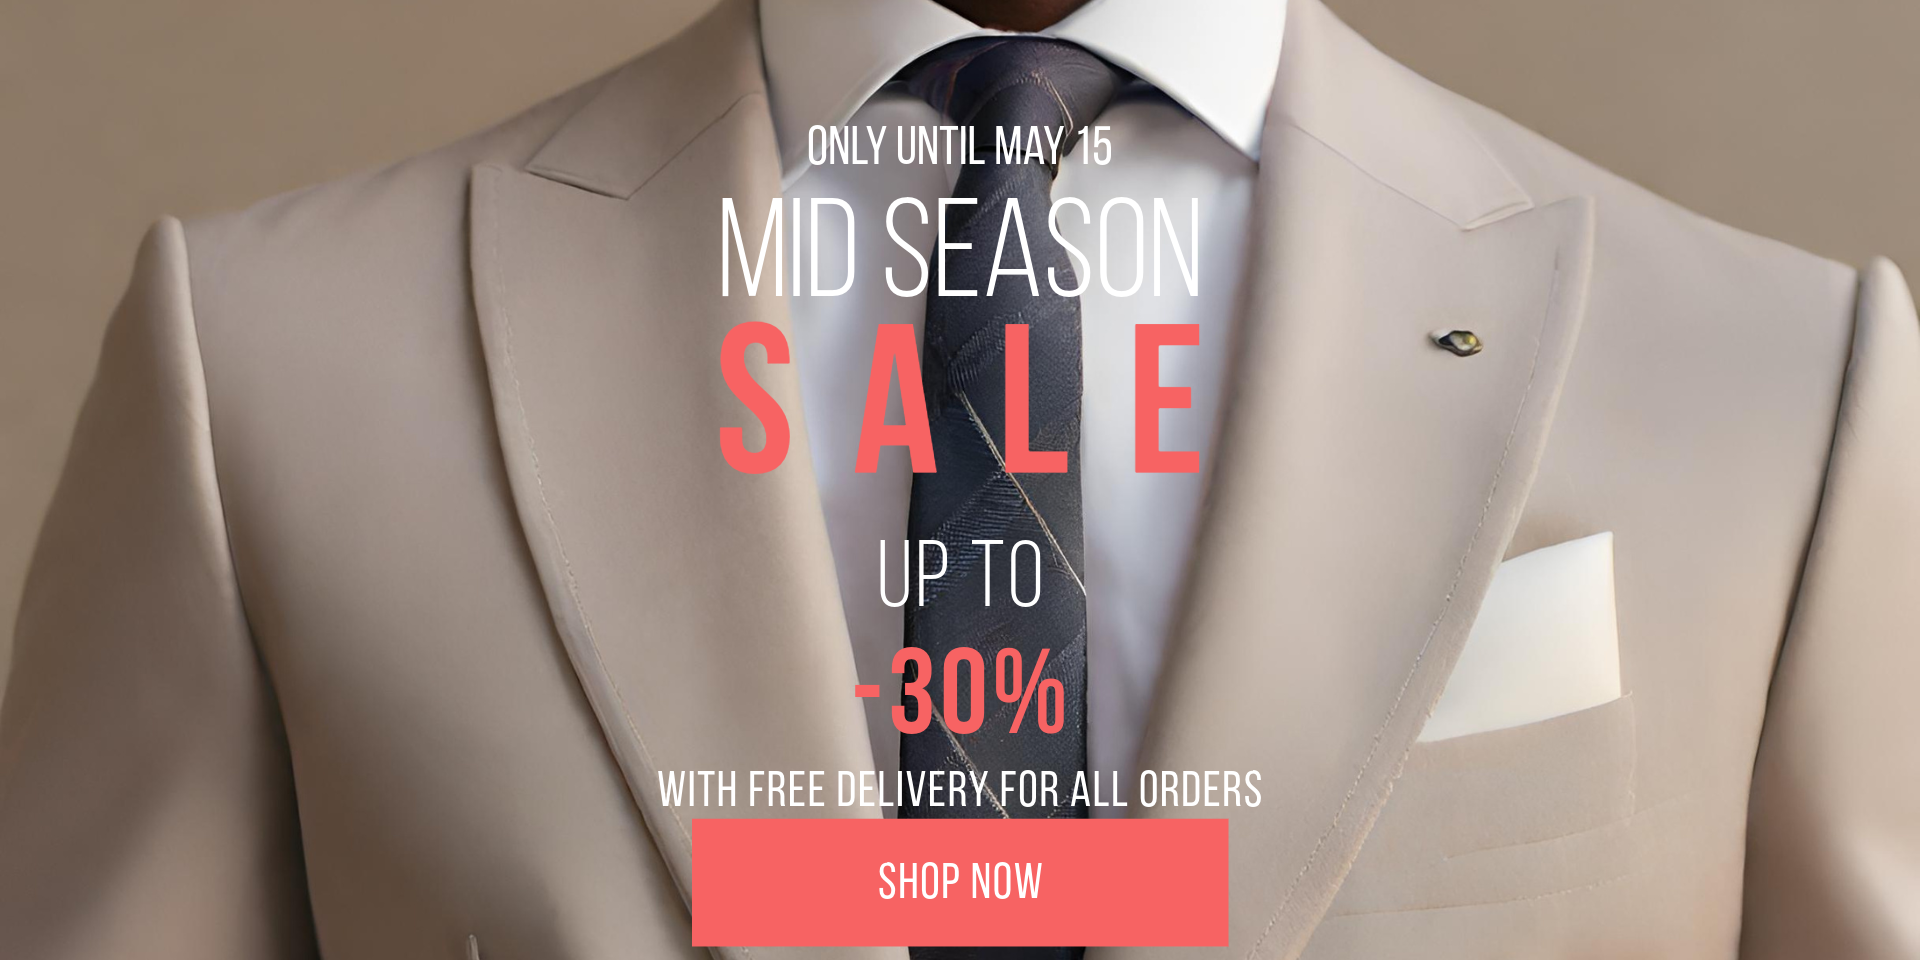 ONLY UNTIL MAY 15
MID SEASON
SALE
UP TO
-30%
WITH FREE DELIVERY FOR ALL ORDERS
SHOP NOW